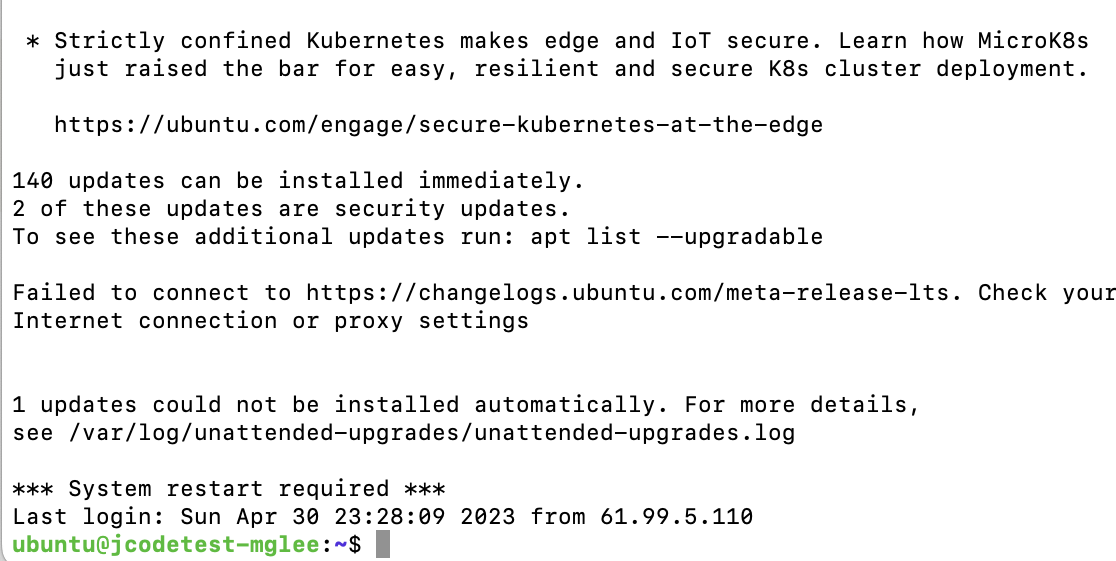 * Strictly confined Kubernetes makes edge and IoT secure. Learn how MicroK8s
just raised the bar for easy, resilient and secure K8s cluster deployment.
https://ubuntu.com/engage/secure-kubernetes-at-the-edge
140 updates can be installed immediately.
2 of these updates are security updates.
To see these additional updates run: apt list --upgradable
Failed to connect to https://changelogs.ubuntu.com/meta-release-lts. Check your
Internet connection or proxy settings
1 updates could not be installed automatically. For more details,
see /var/log/unattended-upgrades/unattended-upgrades.log
*** System restart required ***
Last login: Sun Apr 30 23:28:09 2023 from 61.99.5.110
ubuntu@jcodetest-mglee:~$